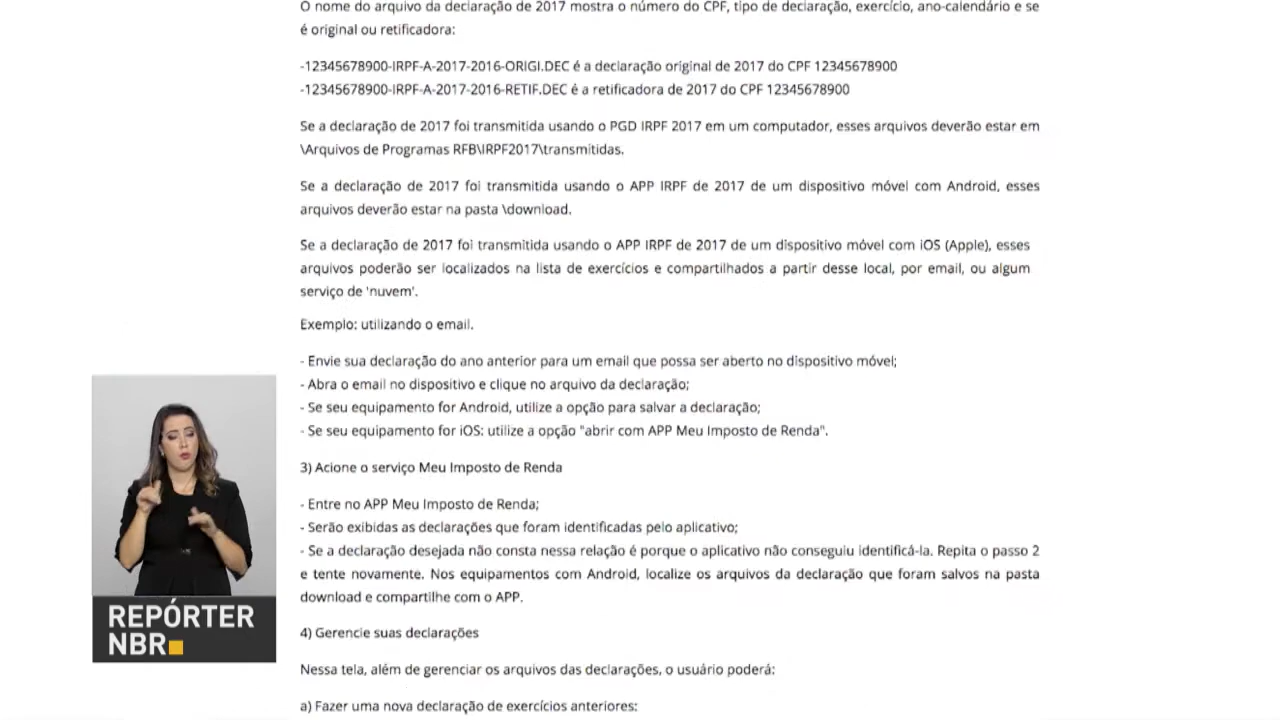 O nome do arquivo da declaração de 2017 mostra o número do CPF, tipo de declaração, exercício, ano-calendário e se
é original ou retificadora:
-12345678900-IRPF-A-2017-2016-ORIGI.DEC é a declaração original de 2017 do CPF 12345678900
-12345678900-IRPF-A-2017-2016-RETIF.DEC é a retificadora de 2017 do CPF 12345678900
Se a declaração de 2017 foi transmitida usando o PGD IRPF 2017 em um computador, esses arquivos deverão estar em
\Arquivos de Programas RFB\IRPF2017\transmitidas.
Se a declaração de 2017 foi transmitida usando o APP IRPF de 2017 de um dispositivo móvel com Android, esses
arquivos deverão estar na pasta \download.
Se a declaração de 2017 foi transmitida usando o APP IRPF de 2017 de um dispositivo móvel com iOS (Apple), esses
arquivos poderão ser localizados na lista de exercícios e compartilhados a partir desse local, por email, ou algum
serviço de 'nuvem'.
Exemplo: utilizando o email.
- Envie sua declaração do ano anterior para um email que possa ser aberto no dispositivo móvel;
- Abra o email no dispositivo e clique no arquivo da declaração;
- Se seu equipamento for Android, utilize a opção para salvar a declaração;
- Se seu equipamento for iOS: utilize a opção "abrir com APP Meu Imposto de Renda".
3) Acione o serviço Meu Imposto de Renda
- Entre no APP Meu Imposto de Renda;
- Serão exibidas as declarações que foram identificadas pelo aplicativo;
- Se a declaração desejada não consta nessa relação é porque o aplicativo não conseguiu identificá-la. Repita o passo 2
e tente novamente. Nos equipamentos com Android, localize os arquivos da declaração que foram salvos na pasta
download e compartilhe com o APP.
4) Gerencie suas declarações
Nessa tela, além de gerenciar os arquivos das declarações, o usuário poderá:
a) Fazer uma nova declaração de exercícios anteriores:
REPÓRTER
NBR